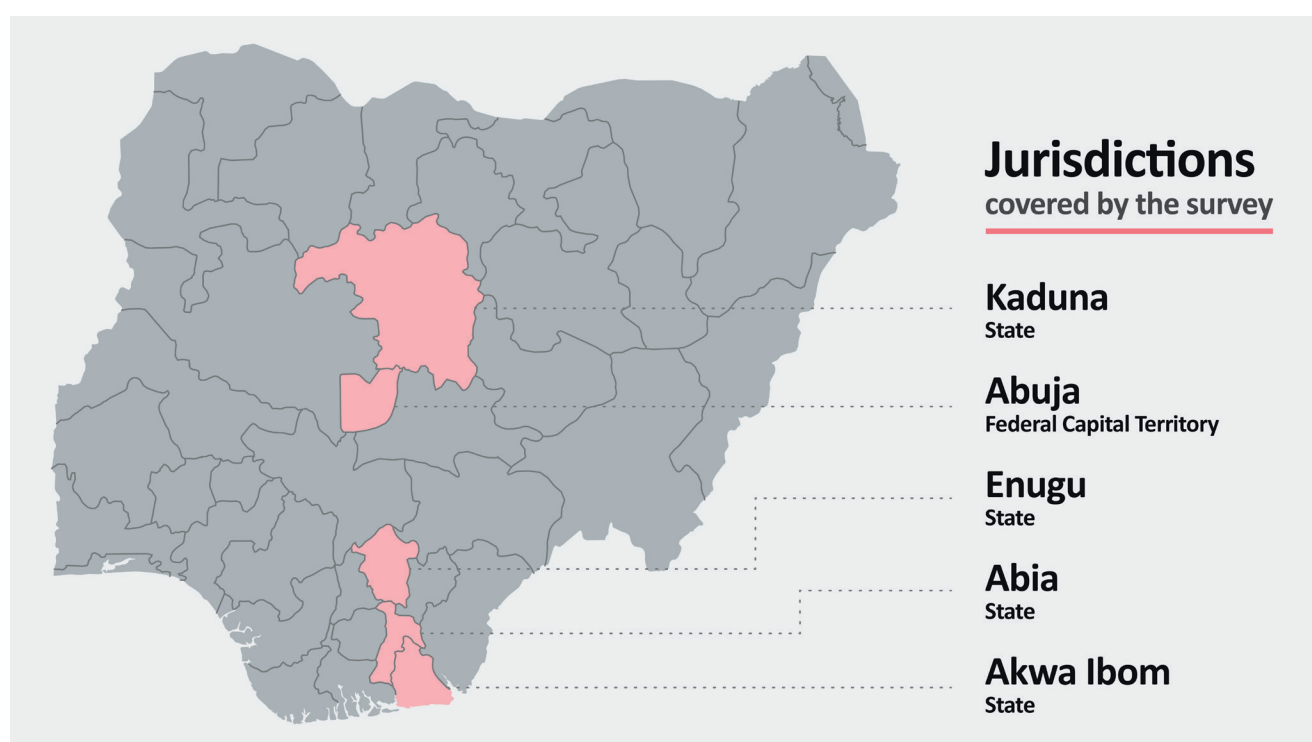 Jurisdictions
covered by the survey
Kaduna
State
Abuja
Federal Capital Territory
Enugu
State
Abia
State
Akwa Ibom
State